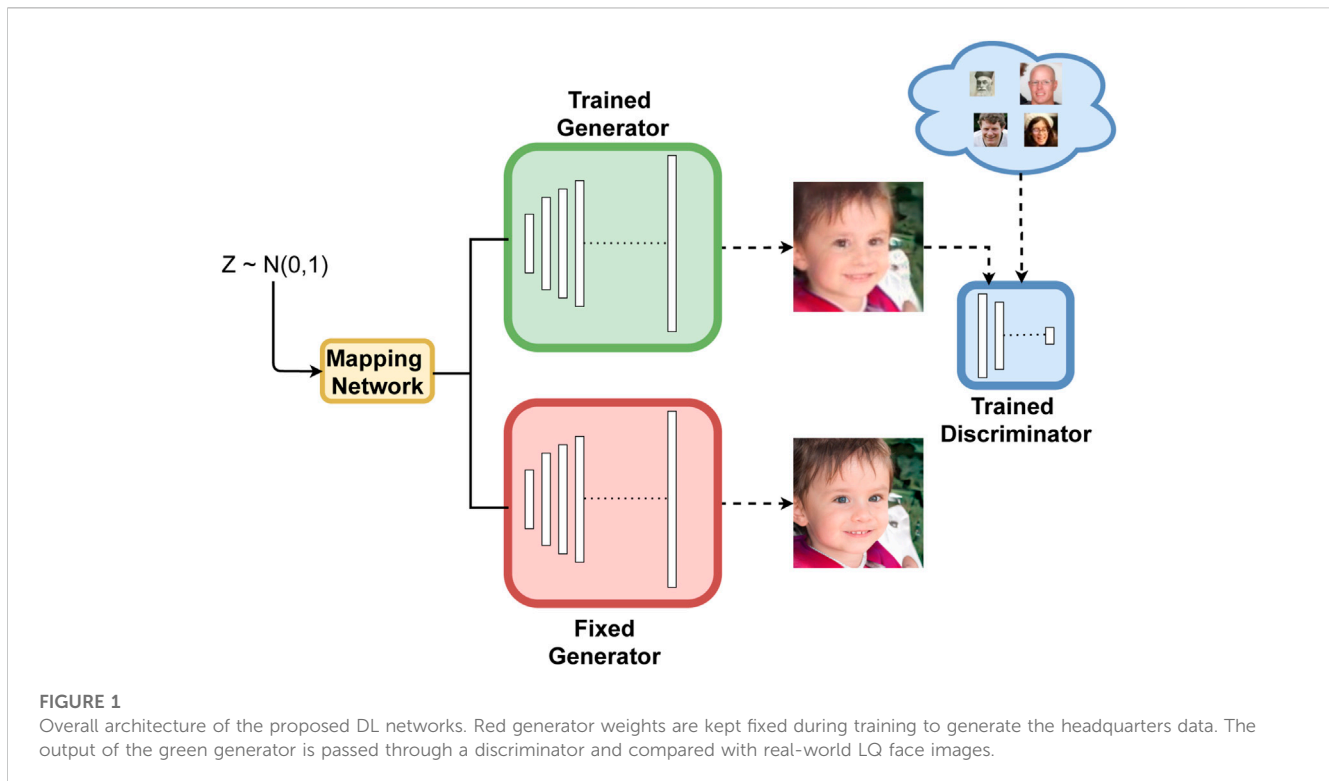 Trained
Generator
Z ~ N(0,1)
Mapping
Network
Trained
Discriminator
Fixed
Generator
FIGURE 1
Overall architecture of the proposed DL networks. Red generator weights are kept fixed during training to generate the headquarters data. The
output of the green generator is passed through a discriminator and compared with real-world LQ face images.